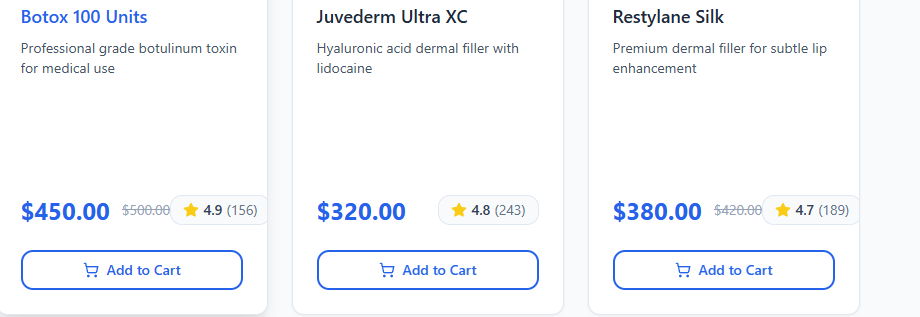 Botox 100 Units
Professional grade botulinum toxin
for medical use
$450.00 $500.00 4.9 (156)
Add to Cart
Juvederm Ultra XC
Hyaluronic acid dermal filler with
lidocaine
$320.00 4.8 (243)
Add to Cart
Restylane Silk
Premium dermal filler for subtle lip
enhancement
$380.00 $420.00 4.7 (189)
Add to Cart